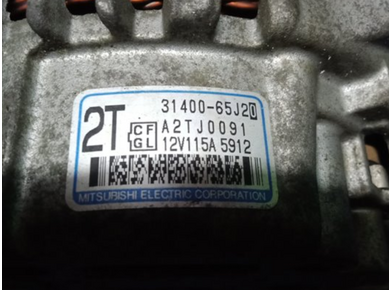 31400-65J20
2T CF GL A2TJ0091
12V115A 5912
MITSUBISHI ELECTRIC CORPORATION